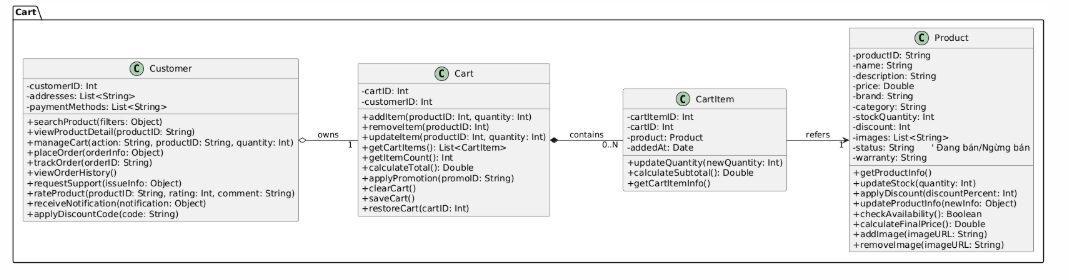 Cart
C Customer
-customerID: Int
-addresses: List<String>
-paymentMethods: List<String>
+searchProduct(filters: Object)
+viewProductDetail(productID: String)
+manageCart(action: String, productID: String, quantity: Int)
+placeOrder(orderInfo: Object)
+trackOrder(orderID: String)
+viewOrderHistory()
+requestSupport(issueInfo: Object)
+rateProduct(productID: String, rating: Int, comment: String)
+receiveNotification(notification: Object)
+applyDiscountCode(code: String)
owns
1
C Cart
-cartID: Int
-customerID: Int
+addItem(productID: Int, quantity: Int)
+removeItem(productID: Int)
+updateItem(productID: Int, quantity: Int)
+getCartItems(): List<CartItem>
+getItemCount(): Int
+calculateTotal(): Double
+applyPromotion(promoID: String)
+clearCart()
+saveCart()
+restoreCart(cartID: Int)
contains
0..N
C CartItem
-cartItemID: Int
-cartID: Int
-product: Product
-addedAt: Date
+updateQuantity(newQuantity: Int)
+calculateSubtotal(): Double
+getCartItemInfo()
refers
1
C Product
-productID: String
-name: String
-description: String
-price: Double
-brand: String
-category: String
-stockQuantity: Int
-discount: Int
-images: List<String>
-status: String ' Đang bán/Ngừng bán
-warranty: String
+getProductInfo()
+updateStock(quantity: Int)
+applyDiscount(discountPercent: Int)
+updateProductInfo(newInfo: Object)
+checkAvailability(): Boolean
+calculateFinalPrice(): Double
+addImage(imageURL: String)
+removeImage(imageURL: String)